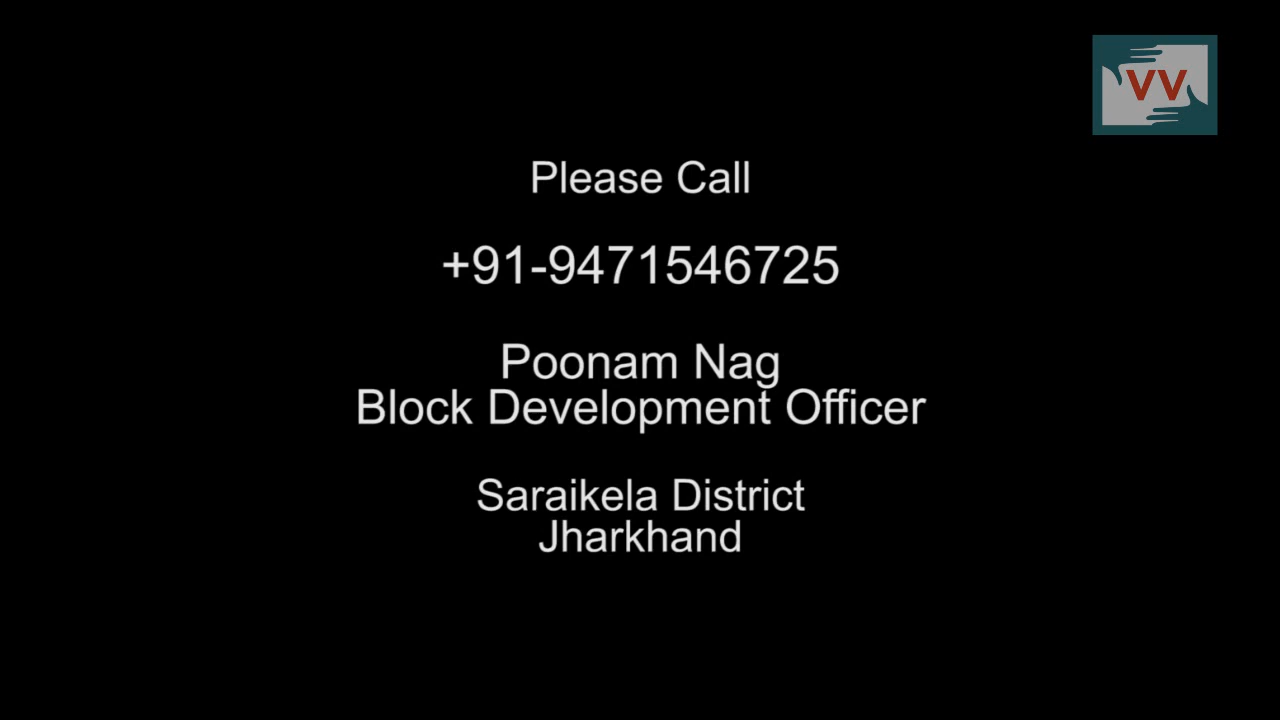 VV
Please Call
+91-9471546725
Poonam Nag
Block Development Officer
Saraikela District
Jharkhand